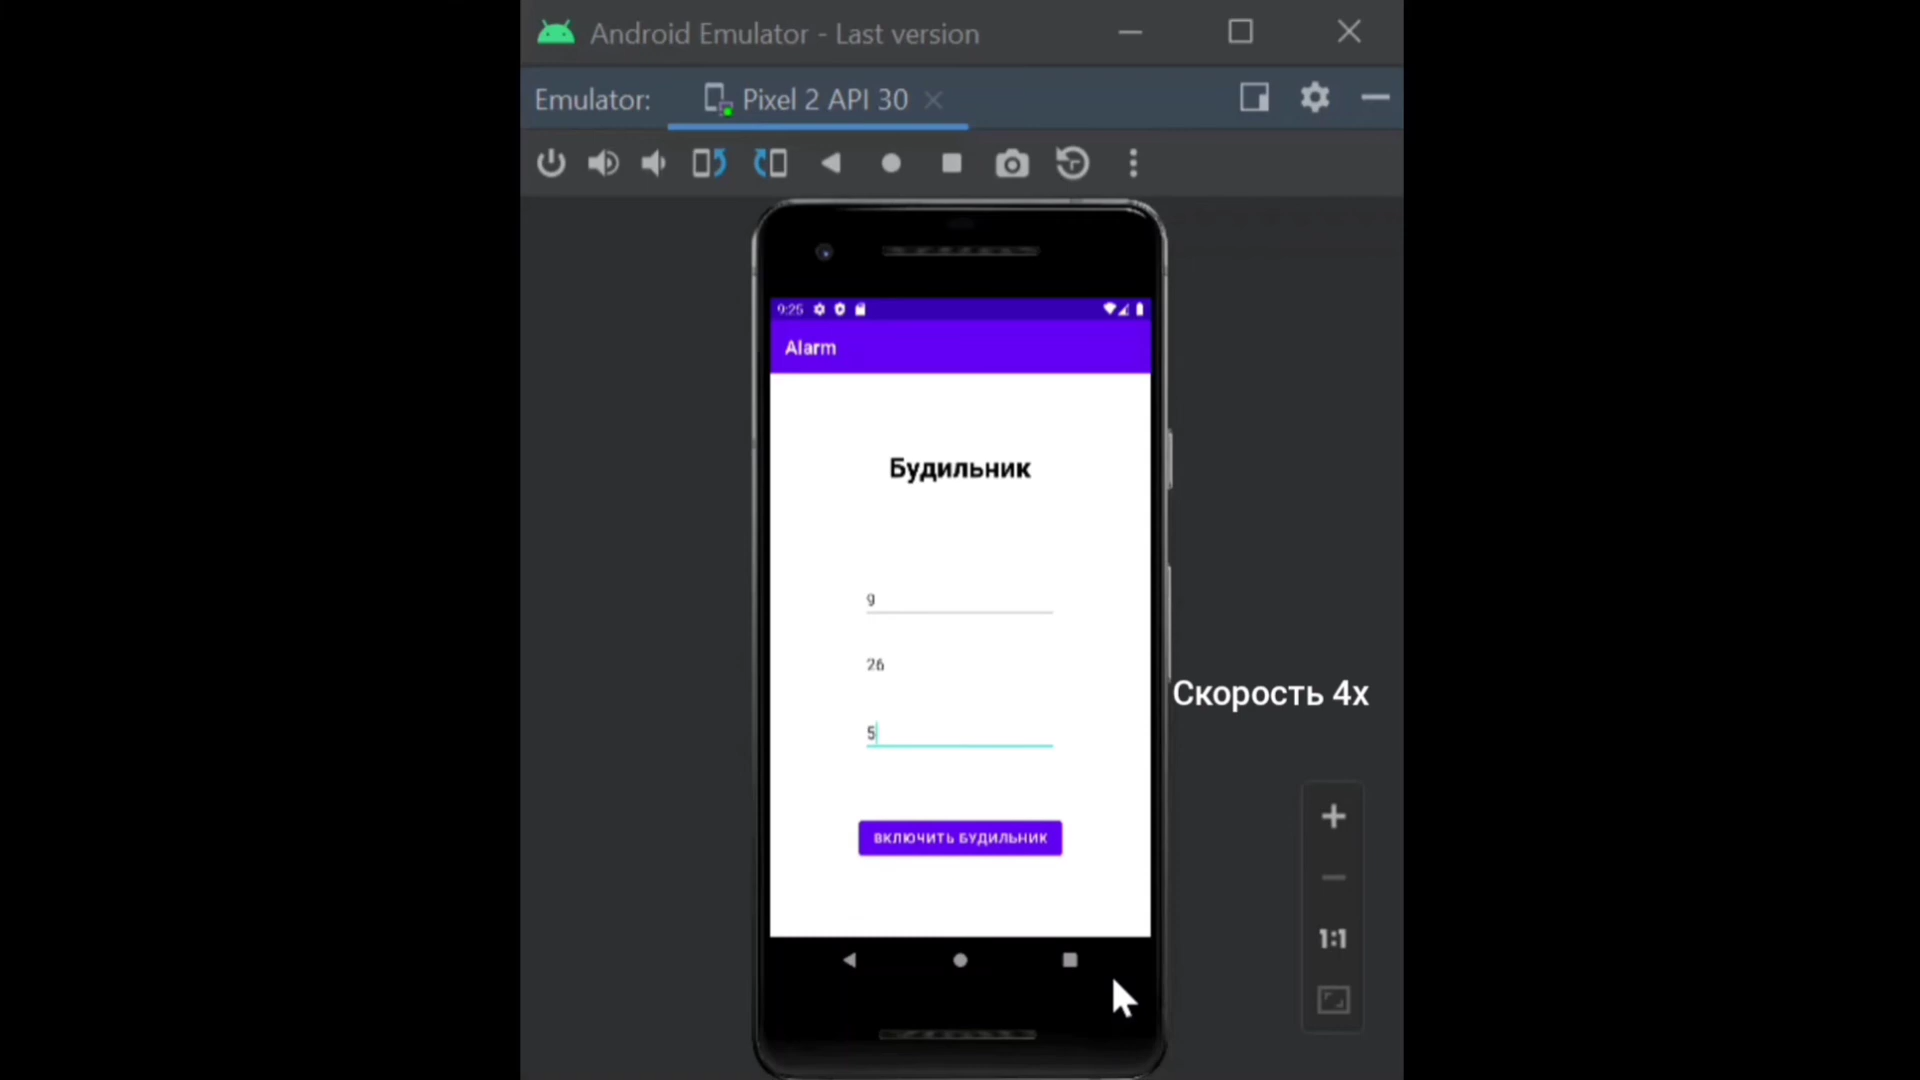 Android Emulator - Last version
Emulator: Pixel 2 API 30
9:25
Alarm
Будильник
9
26
5
Скорость 4x
ВКЛЮЧИТЬ БУДИЛЬНИК
1:1